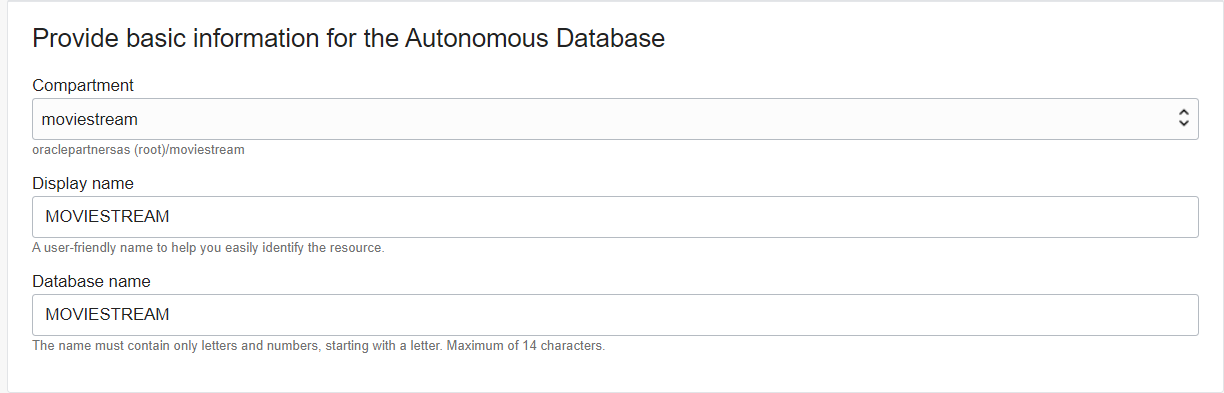 Provide basic information for the Autonomous Database
Compartment
moviestream
oraclepartnersas (root)/moviestream
Display name
MOVIESTREAM
A user-friendly name to help you easily identify the resource.
Database name
MOVIESTREAM
The name must contain only letters and numbers, starting with a letter. Maximum of 14 characters.